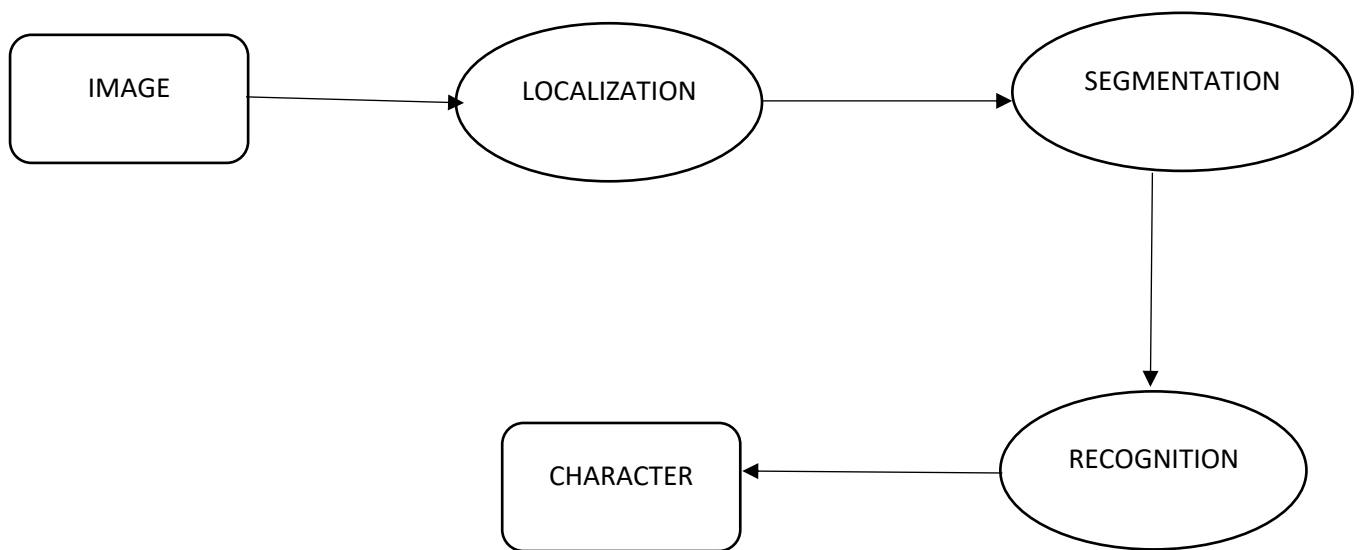 IMAGE
LOCALIZATION
SEGMENTATION
RECOGNITION
CHARACTER